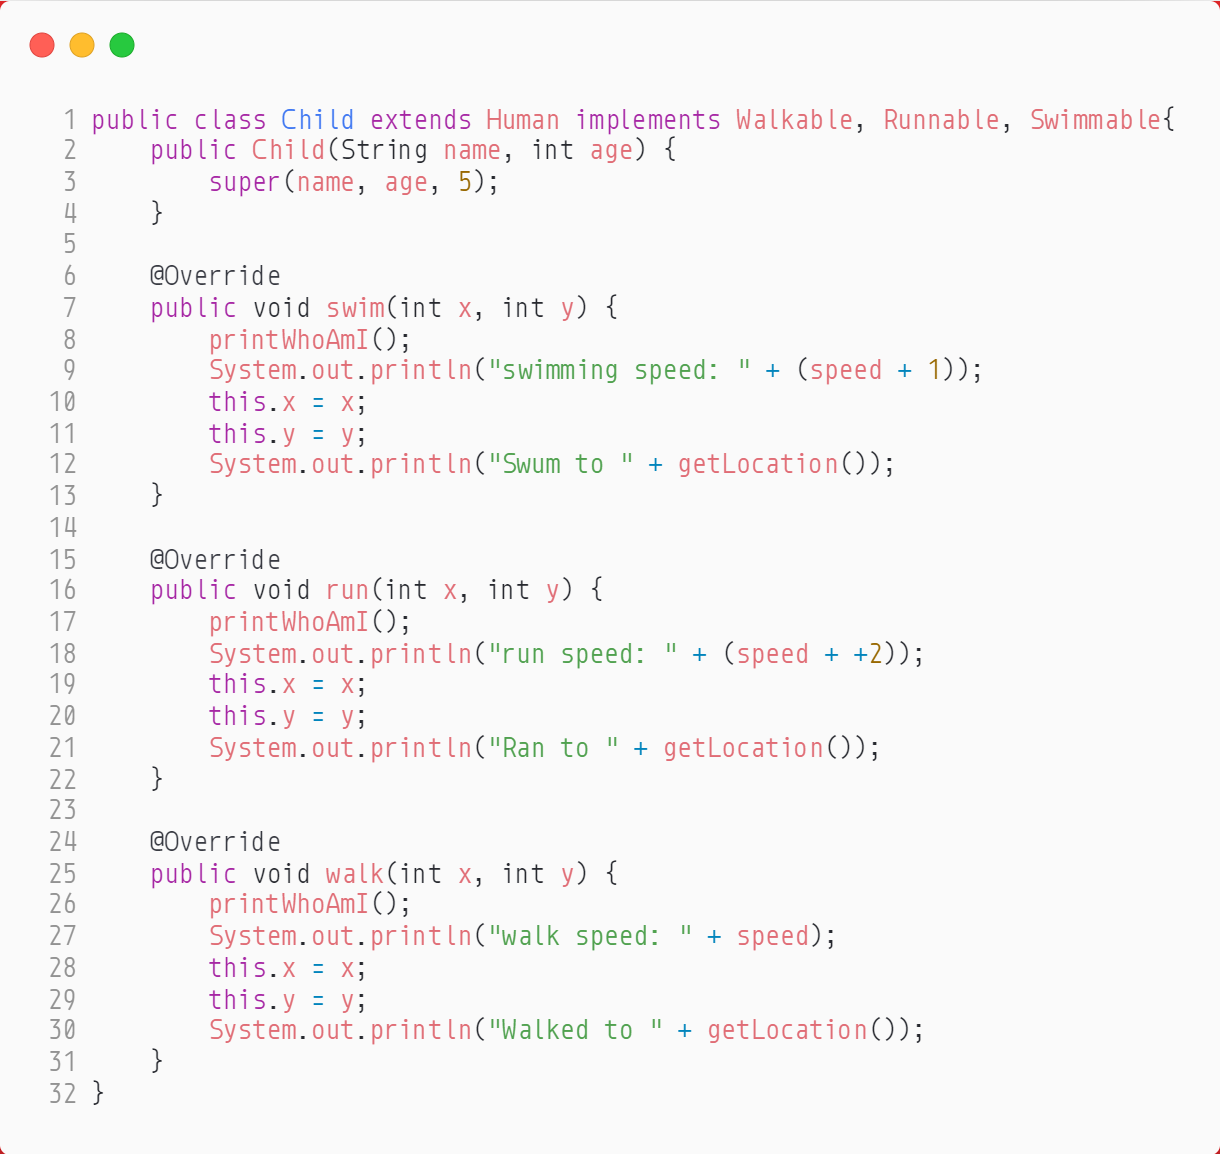 1 public class Child extends Human implements Walkable, Runnable, Swimmable{
2     public Child(String name, int age) {
3         super(name, age, 5);
4     }
5
6     @Override
7     public void swim(int x, int y) {
8         printWhoAmI();
9         System.out.println("swimming speed: " + (speed + 1));
10         this.x = x;
11         this.y = y;
12         System.out.println("Swum to " + getLocation());
13     }
14
15     @Override
16     public void run(int x, int y) {
17         printWhoAmI();
18         System.out.println("run speed: " + (speed + +2));
19         this.x = x;
20         this.y = y;
21         System.out.println("Ran to " + getLocation());
22     }
23
24     @Override
25     public void walk(int x, int y) {
26         printWhoAmI();
27         System.out.println("walk speed: " + speed);
28         this.x = x;
29         this.y = y;
30         System.out.println("Walked to " + getLocation());
31     }
32 }